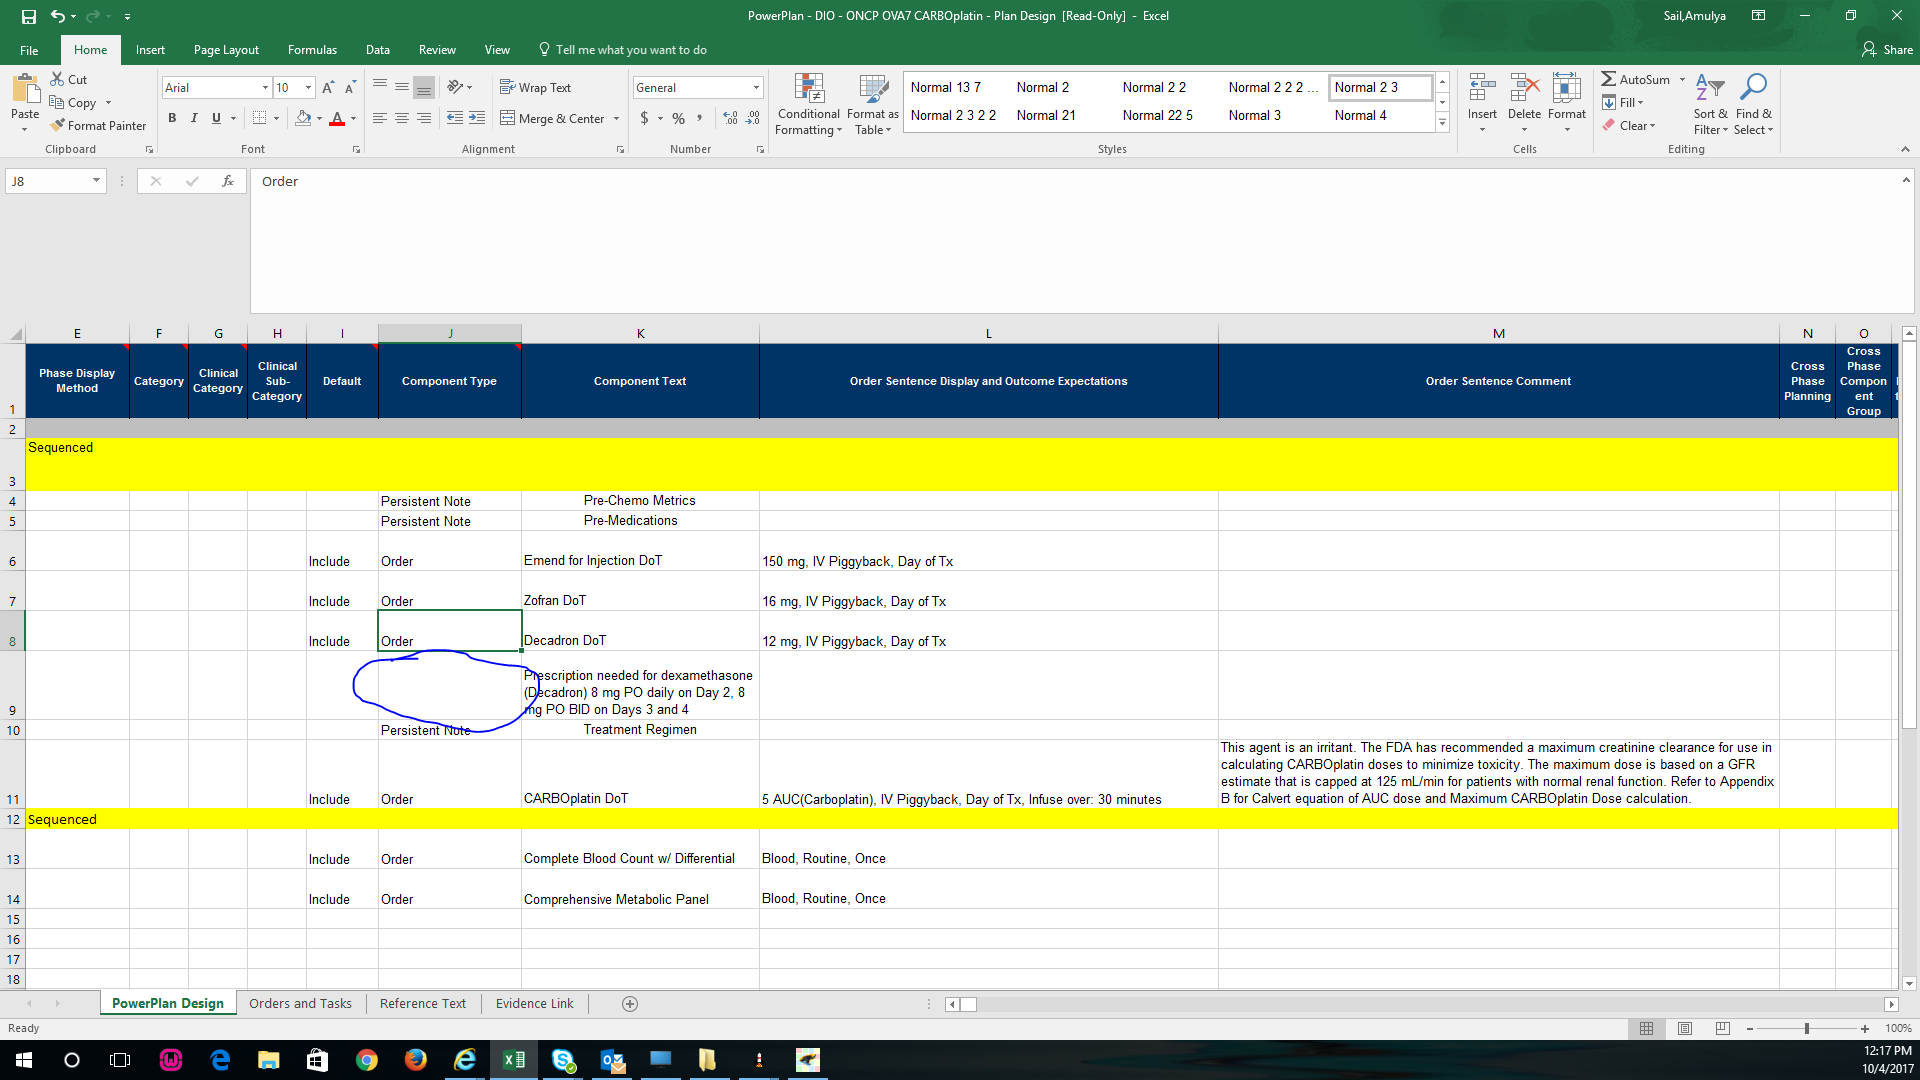 PowerPlan - DIO - ONCP OVA7 CARBOplatin - Plan Design [Read-Only] - Excel
Sail,Amulya
File Home Insert Page Layout Formulas Data Review View Tell me what you want to do Share
Paste
Cut
Copy
Format Painter
Clipboard
Arial 10
B I U
Font
Wrap Text
Merge & Center
Alignment
General
$ % ,
Number
Conditional Formatting
Format as Table
Normal 13 7 Normal 2 Normal 2 2 Normal 2 2 2 ... Normal 2 3
Normal 2 3 2 2 Normal 21 Normal 22 5 Normal 3 Normal 4
Styles
Insert Delete Format
Cells
AutoSum
Fill
Clear
Sort & Filter
Find & Select
Editing
J8 fx Order
E F G H I J K L M N O
1 Phase Display Method Category Clinical Category Clinical Sub-Category Default Component Type Component Text Order Sentence Display and Outcome Expectations Order Sentence Comment Cross Phase Planning Cross Phase Component Group
2
3 Sequenced
4 Persistent Note Pre-Chemo Metrics
5 Persistent Note Pre-Medications
6 Include Order Emend for Injection DoT 150 mg, IV Piggyback, Day of Tx
7 Include Order Zofran DoT 16 mg, IV Piggyback, Day of Tx
8 Include Order Decadron DoT 12 mg, IV Piggyback, Day of Tx
9 Prescription needed for dexamethasone
(Decadron) 8 mg PO daily on Day 2, 8
mg PO BID on Days 3 and 4
10 Persistent Note Treatment Regimen
11 Include Order CARBOplatin DoT 5 AUC(Carboplatin), IV Piggyback, Day of Tx, Infuse over: 30 minutes
This agent is an irritant. The FDA has recommended a maximum creatinine clearance for use in
calculating CARBOplatin doses to minimize toxicity. The maximum dose is based on a GFR
estimate that is capped at 125 mL/min for patients with normal renal function. Refer to Appendix
B for Calvert equation of AUC dose and Maximum CARBOplatin Dose calculation.
12 Sequenced
13 Include Order Complete Blood Count w/ Differential Blood, Routine, Once
14 Include Order Comprehensive Metabolic Panel Blood, Routine, Once
15
16
17
18
PowerPlan Design Orders and Tasks Reference Text Evidence Link
Ready
100%
12:17 PM
10/4/2017